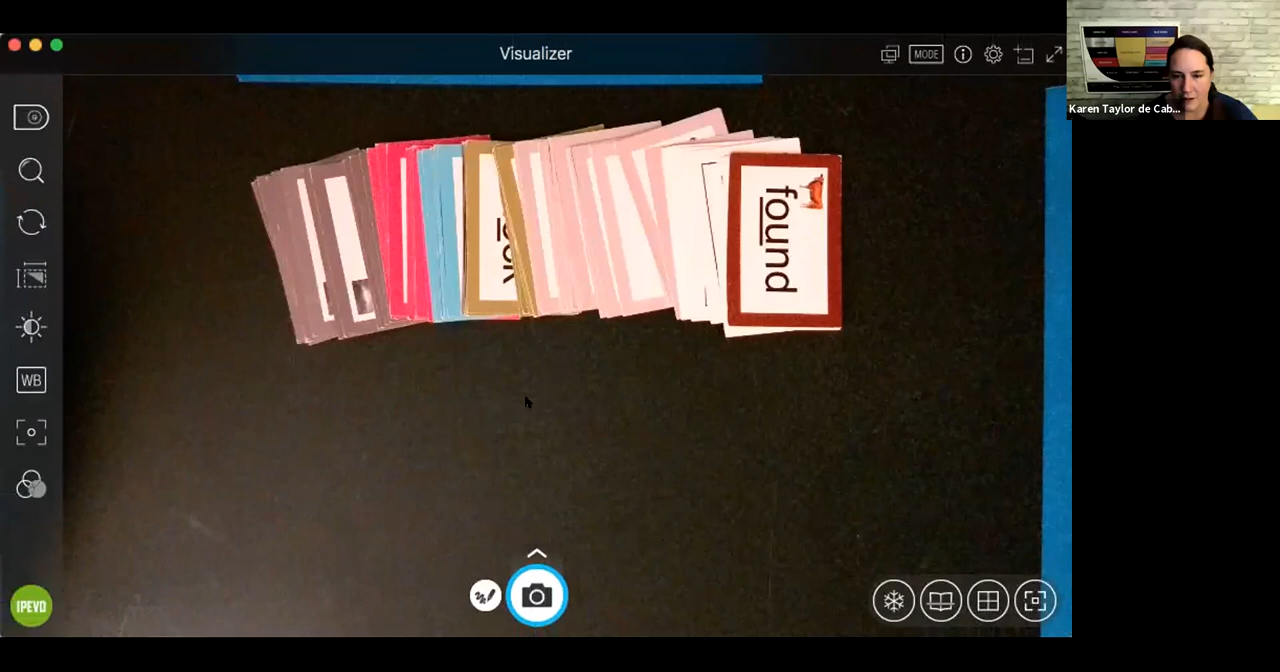 Visualizer
MODE
Karen Taylor de Cab...
found
WB
IPEVO